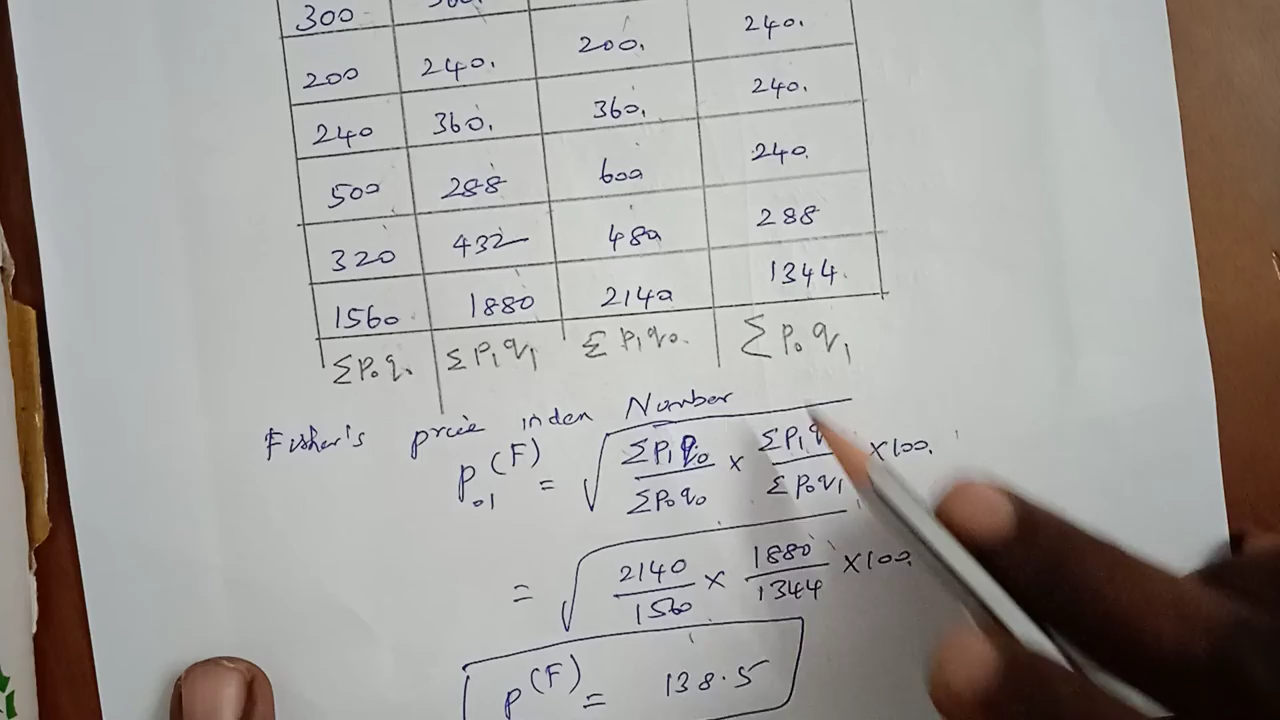 300 240.
200 240. 200. 240.
240 360. 360. 240.
500 288 600 288
320 432 480 1344.
1560 1880 2140
Σp₀q₀ Σp₁q₁ Σp₁q₀. Σp₀q₁
Fisher's price index Number
P₀₁^(F) = √(Σp₁q₀/Σp₀q₀ × Σp₁q/Σp₀q₁) ×100.
= √(2140/1560 × 1880/1344) ×100.
p^(F) = 138.5